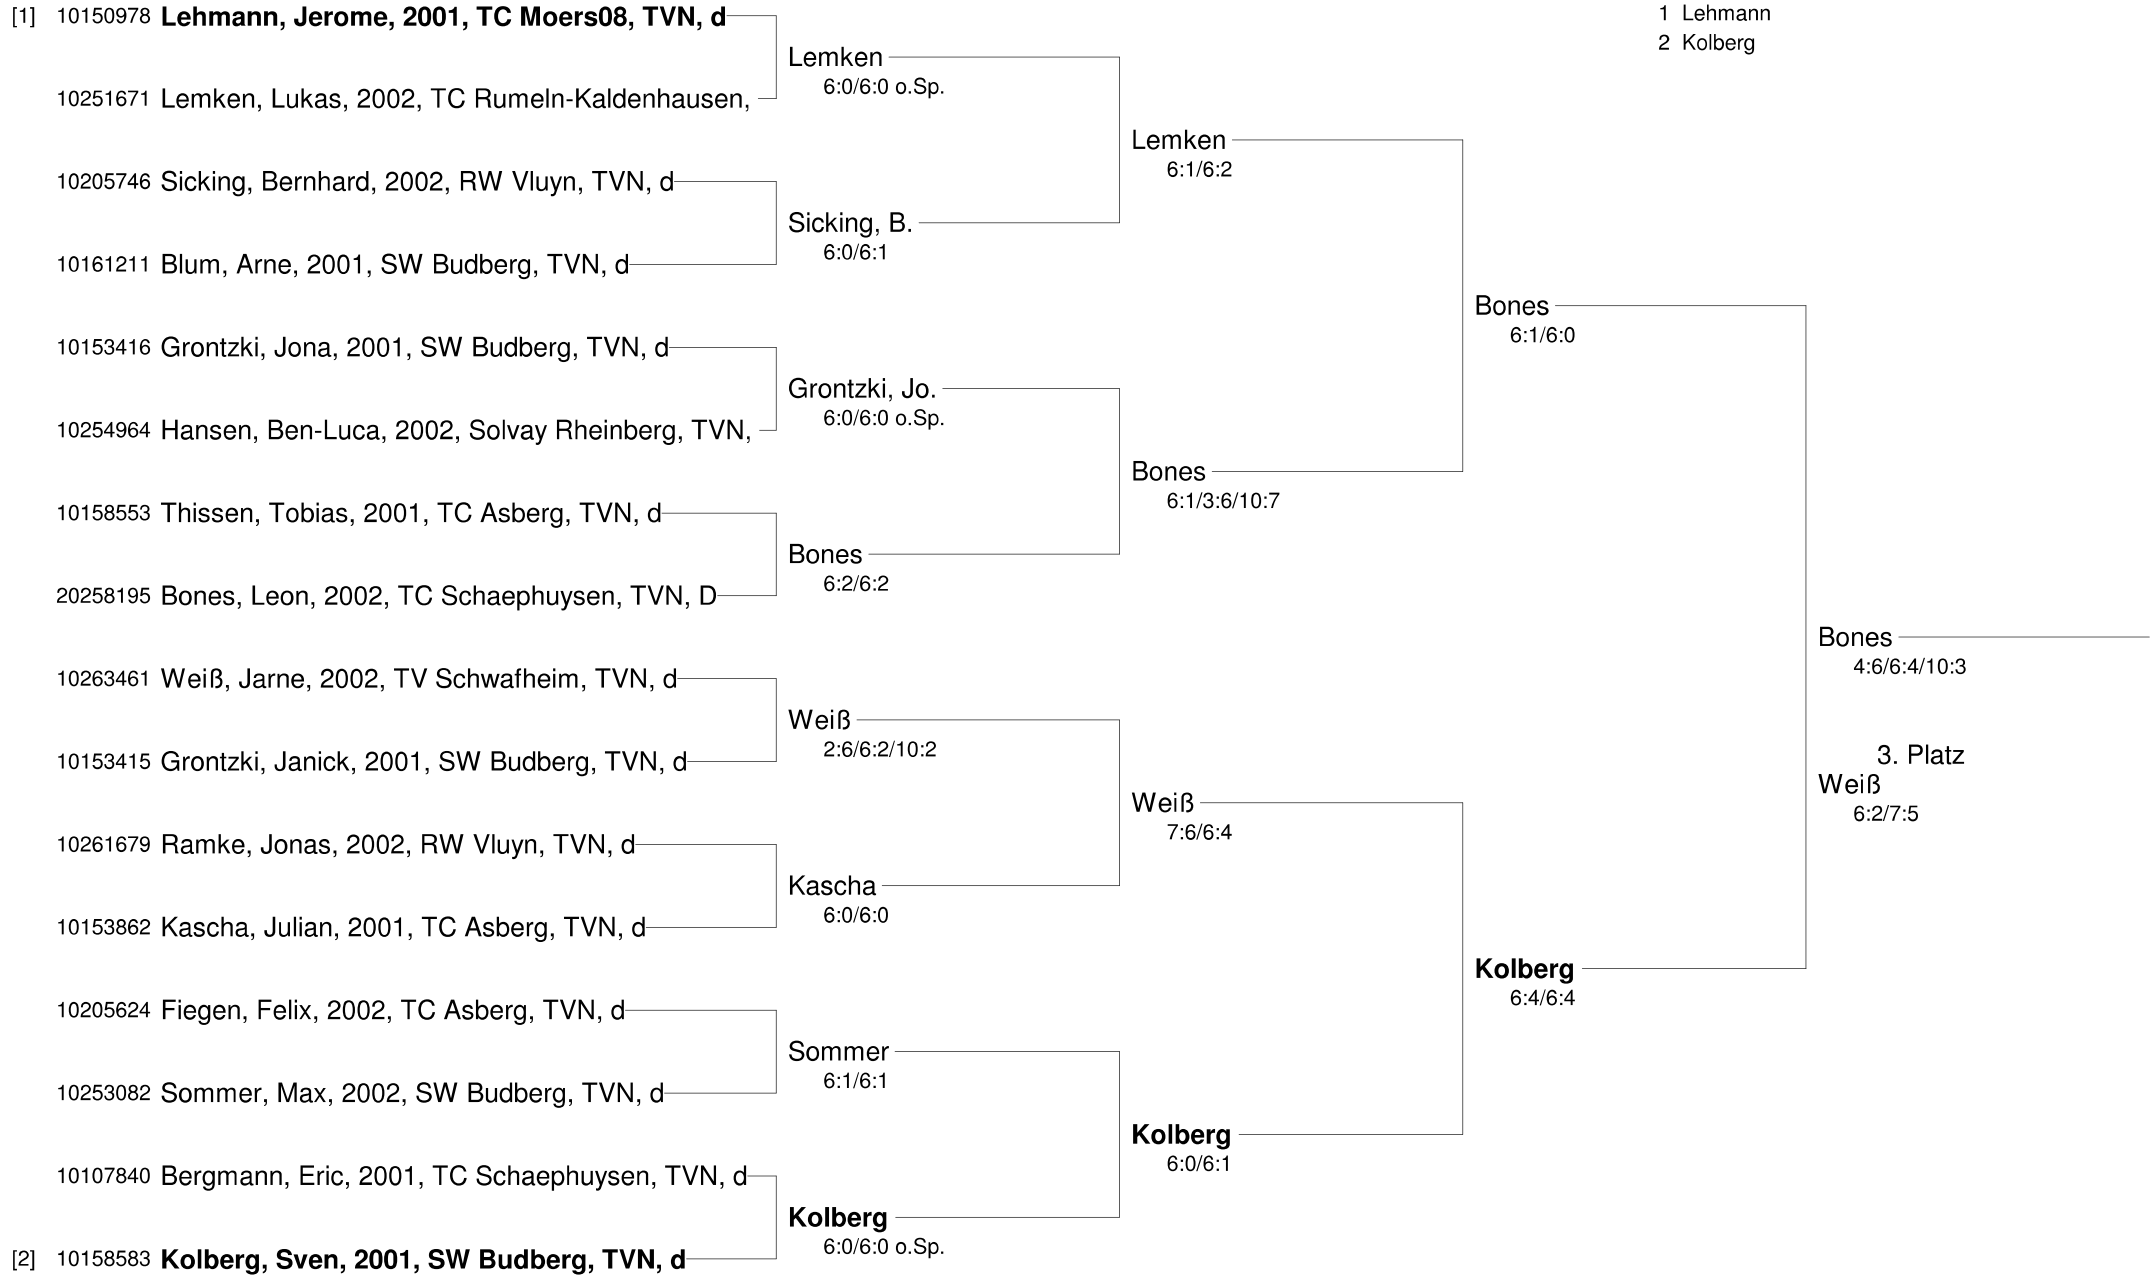 [1] 10150978 Lehmann, Jerome, 2001, TC Moers08, TVN, d
1 Lehmann
2 Kolberg
Lemken
6:0/6:0 o.Sp.
10251671 Lemken, Lukas, 2002, TC Rumeln-Kaldenhausen,
Lemken
6:1/6:2
10205746 Sicking, Bernhard, 2002, RW Vluyn, TVN, d
Sicking, B.
6:0/6:1
10161211 Blum, Arne, 2001, SW Budberg, TVN, d
Bones
6:1/6:0
10153416 Grontzki, Jona, 2001, SW Budberg, TVN, d
Grontzki, Jo.
6:0/6:0 o.Sp.
10254964 Hansen, Ben-Luca, 2002, Solvay Rheinberg, TVN,
Bones
6:1/3:6/10:7
10158553 Thissen, Tobias, 2001, TC Asberg, TVN, d
Bones
6:2/6:2
20258195 Bones, Leon, 2002, TC Schaephuysen, TVN, D
Bones
4:6/6:4/10:3
10263461 Weiß, Jarne, 2002, TV Schwafheim, TVN, d
Weiß
2:6/6:2/10:2
10153415 Grontzki, Janick, 2001, SW Budberg, TVN, d
3. Platz
Weiß
6:2/7:5
Weiß
7:6/6:4
10261679 Ramke, Jonas, 2002, RW Vluyn, TVN, d
Kascha
6:0/6:0
10153862 Kascha, Julian, 2001, TC Asberg, TVN, d
Kolberg
6:4/6:4
10205624 Fiegen, Felix, 2002, TC Asberg, TVN, d
Sommer
6:1/6:1
10253082 Sommer, Max, 2002, SW Budberg, TVN, d
Kolberg
6:0/6:1
10107840 Bergmann, Eric, 2001, TC Schaephuysen, TVN, d
Kolberg
6:0/6:0 o.Sp.
[2] 10158583 Kolberg, Sven, 2001, SW Budberg, TVN, d